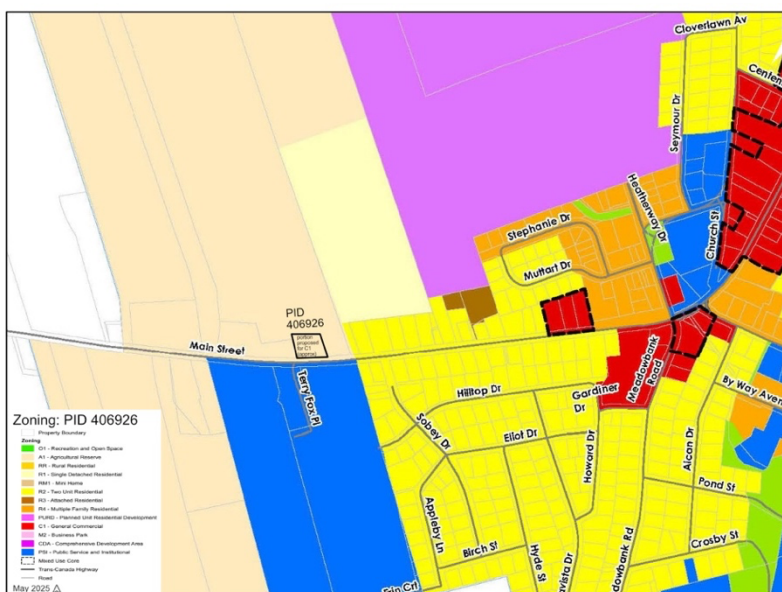 Cloverlawn Av
Seymour Dr
Heatherway Dr
Church St
Stephanie Dr
Muttart Dr
PID
406926
portion
proposed
for C1
(approx)
Main Street
Terry Fox Pl
Hilltop Dr
Gardiner
Dr
Meadowbank
Road
By Way
Sobey Dr
Eliot Dr
Howard Dr
Aican Dr
Pond St
Appleby Ln
Birch St
Hyde St
Crosby St
Zoning: PID 406926
Property Boundary
Zoning
O1 - Recreation and Open Space
A1 - Agricultural Reserve
RR - Rural Residential
R1 - Single Detached Residential
RM1 - Mini Home
R2 - Two Unit Residential
R3 - Attached Residential
R4 - Multiple Family Residential
PURD - Planned Unit Residential Development
C1 - General Commercial
M2 - Business Park
CDA - Comprehensive Development Area
PSI - Public Service and Institutional
Mixed Use Core
Trans-Canada Highway
Road
May 2025